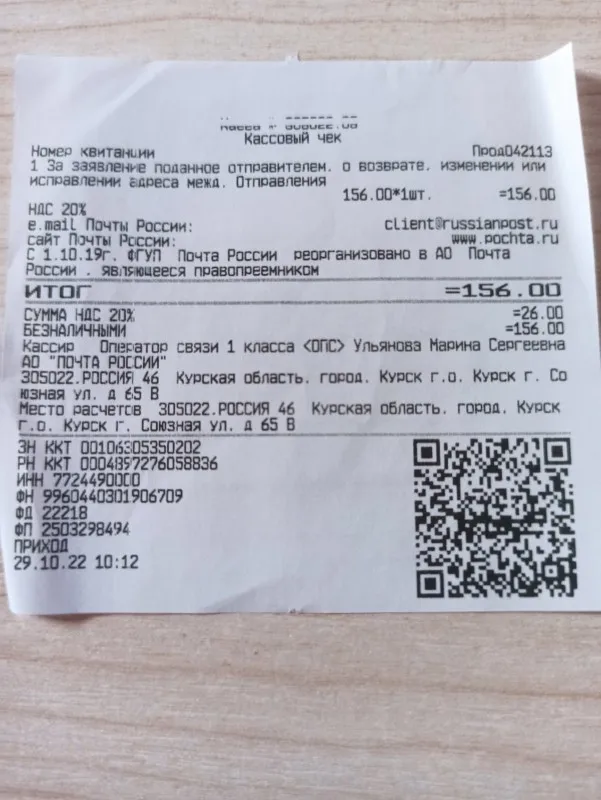 Кассовый чек
Номер квитанции Прод042113
1 За заявление поданное отправителем, о возврате, изменении или
исправлении адреса межд. Отправления
156.00*1шт. =156.00
НДС 20%
e.mail Почты России: client@russianpost.ru
сайт Почты России: www.pochta.ru
С 1.10.19г. ФГУП Почта России реорганизовано в АО Почта
России . являющееся правопреемником
ИТОГ =156.00
СУММА НДС 20% =26.00
БЕЗНАЛИЧНЫМИ =156.00
Кассир Оператор связи 1 класса <ОПС> Ульянова Марина Сергеевна
АО "ПОЧТА РОССИИ"
305022.РОССИЯ 46 Курская область. город. Курск г.о. Курск г. Со
юзная ул. д 65 В
Место расчетов 305022.РОССИЯ 46 Курская область. город. Курск
г.о. Курск г. Союзная ул. д 65 В
ЗН ККТ 00106305350202
РН ККТ 0004897276058836
ИНН 7724490000
ФН 9960440301906709
ФД 22218
ФП 2503298494
ПРИХОД
29.10.22 10:12